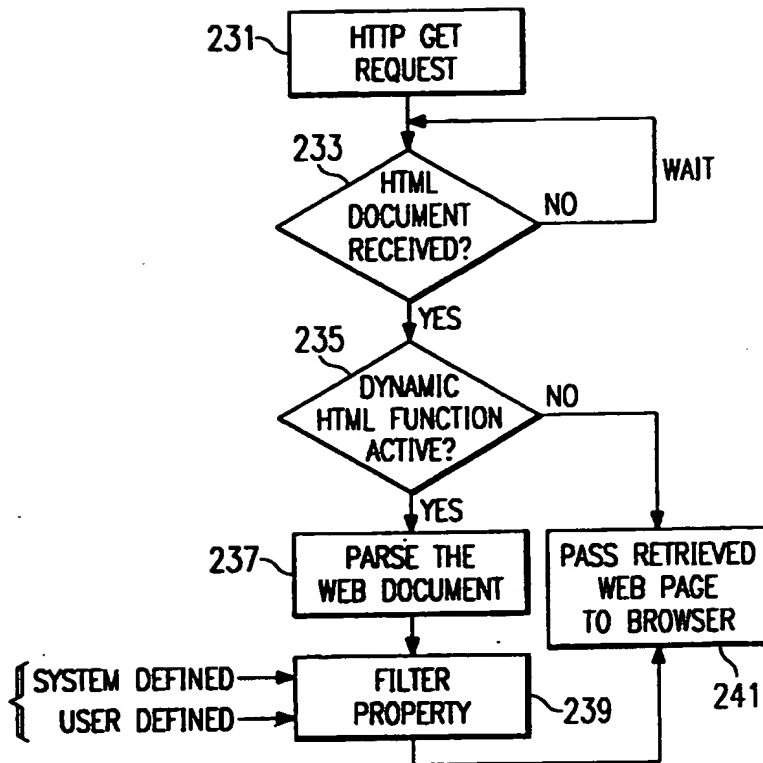 231
HTTP GET
REQUEST
233
HTML
DOCUMENT
RECEIVED?
NO
WAIT
YES
235
DYNAMIC
HTML FUNCTION
ACTIVE?
NO
YES
237
PARSE THE
WEB DOCUMENT
PASS RETRIEVED
WEB PAGE
TO BROWSER
241
SYSTEM DEFINED
USER DEFINED
FILTER
PROPERTY
239